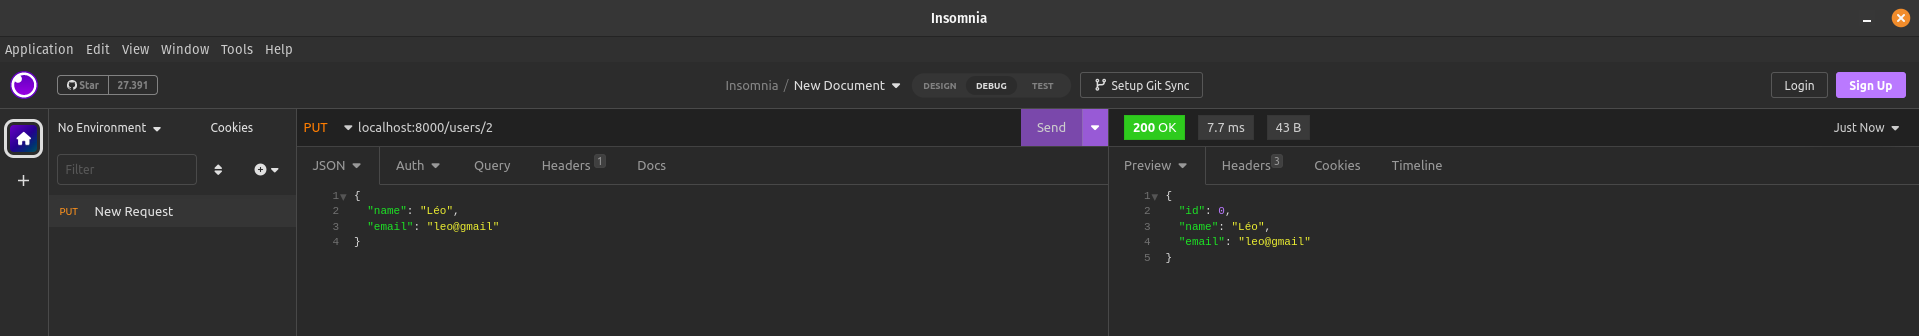 Insomnia
Application Edit View Window Tools Help
Star 27.391
Insomnia / New Document DESIGN DEBUG TEST Setup Git Sync Login Sign Up
No Environment Cookies
PUT localhost:8000/users/2 Send
200 OK 7.7 ms 43 B Just Now
Filter
JSON Auth Query Headers 1 Docs
Preview Headers 3 Cookies Timeline
PUT New Request
1 {
2 "name": "Léo",
3 "email": "leo@gmail"
4 }
1 {
2 "id": 0,
3 "name": "Léo",
4 "email": "leo@gmail"
5 }